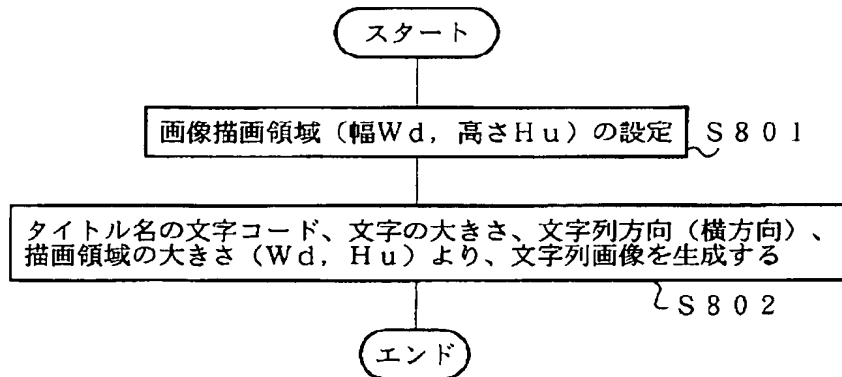 スタート
画像描画領域（幅Ｗｄ，高さＨｕ）の設定
Ｓ８０１
タイトル名の文字コード、文字の大きさ、文字列方向（横方向）、
描画領域の大きさ（Ｗｄ，Ｈｕ）より、文字列画像を生成する
Ｓ８０２
エンド